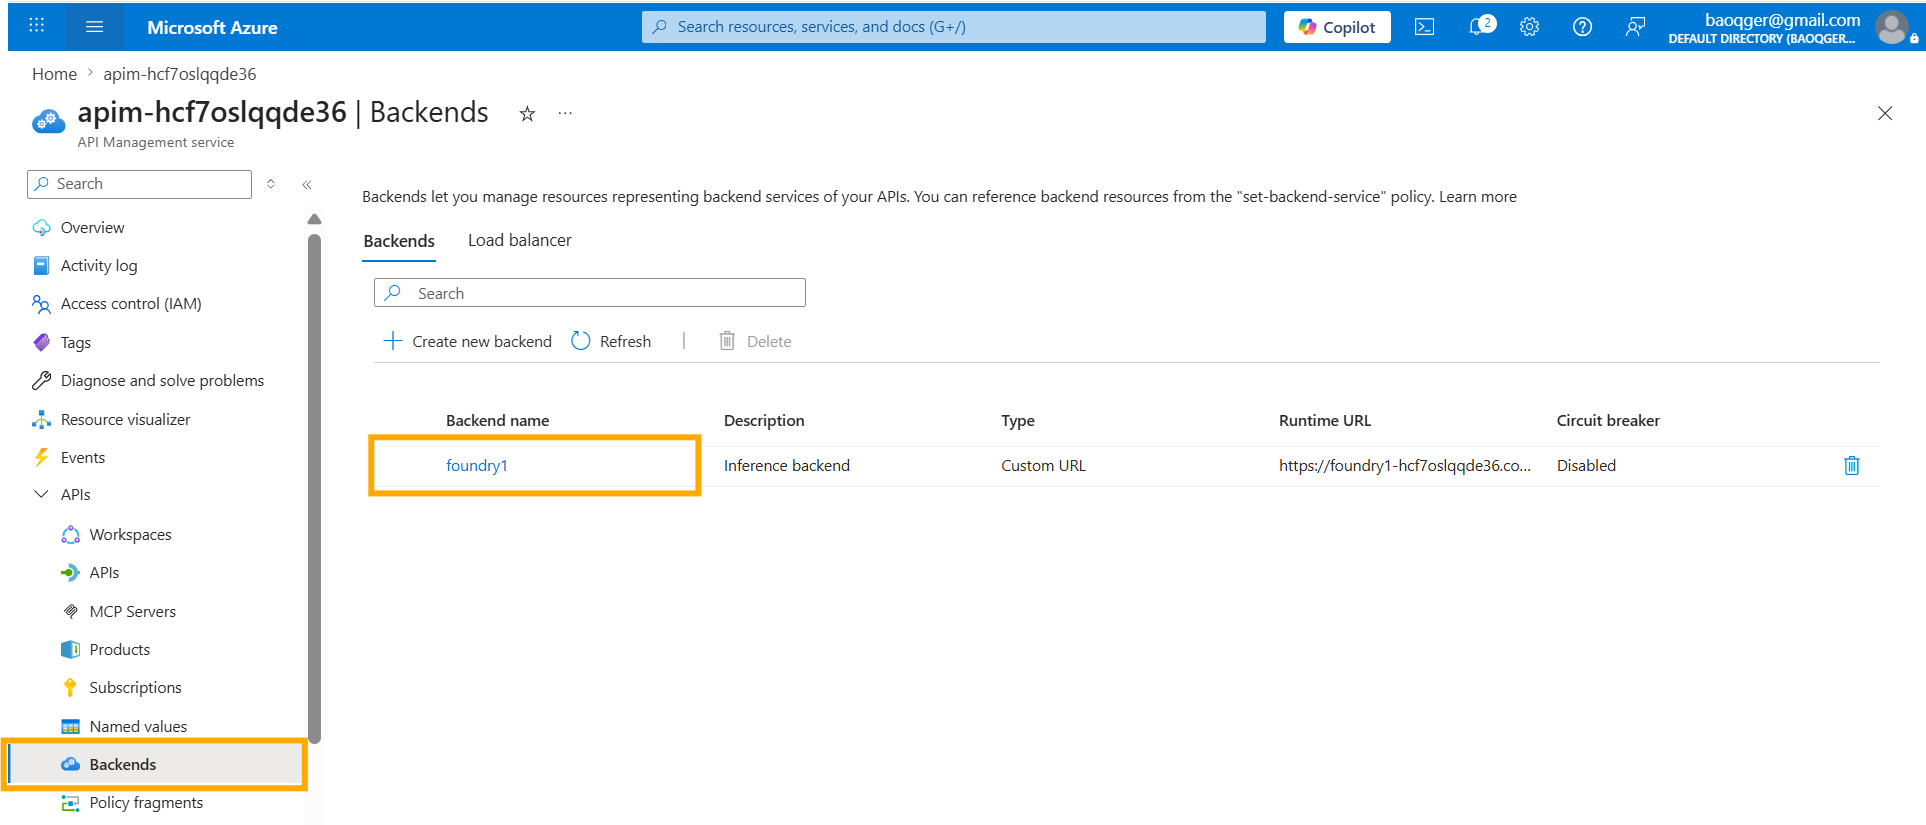 Microsoft Azure
Search resources, services, and docs (G+/)
Copilot
2
baoqger@gmail.com
DEFAULT DIRECTORY (BAOQGER...
Home > apim-hcf7oslqqde36
apim-hcf7oslqqde36 | Backends
API Management service
Search
Overview
Activity log
Access control (IAM)
Tags
Diagnose and solve problems
Resource visualizer
Events
APIs
Workspaces
APIs
MCP Servers
Products
Subscriptions
Named values
Backends
Policy fragments
Backends let you manage resources representing backend services of your APIs. You can reference backend resources from the "set-backend-service" policy. Learn more
Backends Load balancer
Search
Create new backend Refresh | Delete
Backend name Description Type Runtime URL Circuit breaker
foundry1 Inference backend Custom URL https://foundry1-hcf7oslqqde36.co... Disabled